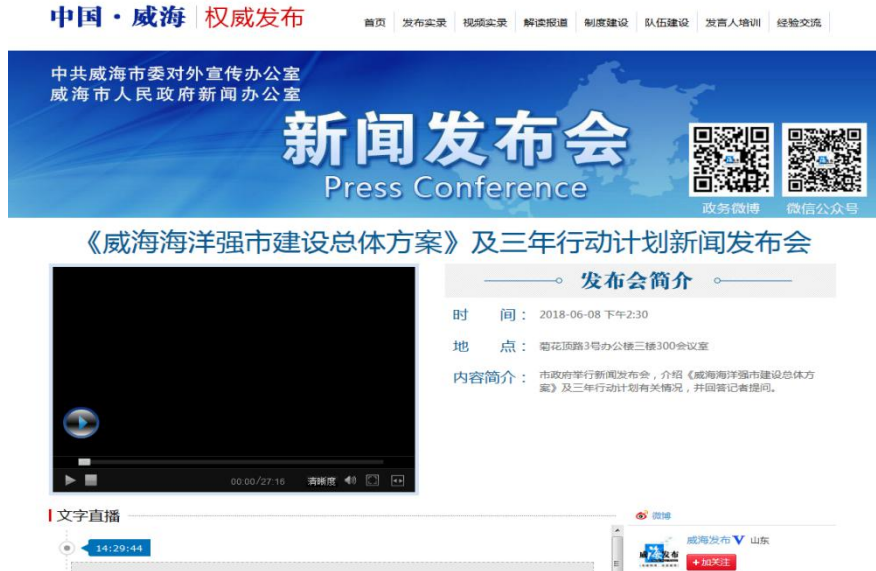 中国·威海 权威发布 首页 发布实录 视频实录 解读报道 制度建设 队伍建设 发言人培训 经验交流
中共威海市委对外宣传办公室
威海市人民政府新闻办公室
新闻发布会
Press Conference
政务微博 微信公众号
《威海海洋强市建设总体方案》及三年行动计划新闻发布会
发布会简介
时 间： 2018-06-08 下午2:30
地 点： 菊花顶路3号办公楼三楼300会议室
内容简介： 市政府举行新闻发布会，介绍《威海海洋强市建设总体方
案》及三年行动计划有关情况，并回答记者提问。
00:00/27:16 清晰度
文字直播
微博
14:29:44
威海发布 V 山东
威海发布
+加关注